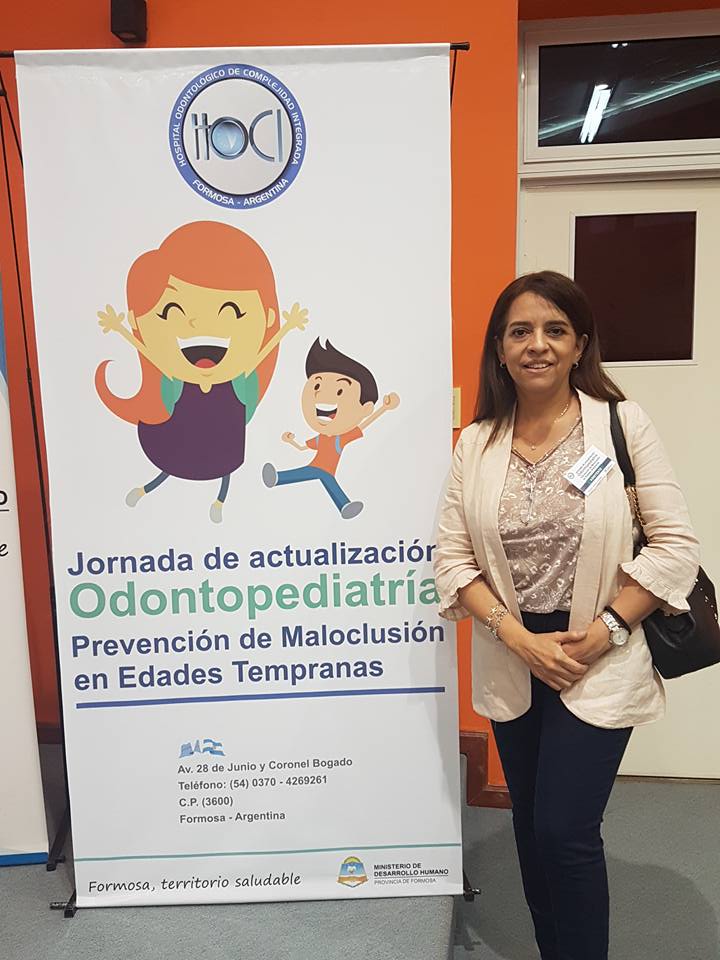 HOSPITAL ODONTOLÓGICO DE COMPLEJIDAD INTEGRADA
HOCI
FORMOSA - ARGENTINA
Jornada de actualización
Odontopediatría
Prevención de Maloclusión
en Edades Tempranas
Av. 28 de Junio y Coronel Bogado
Teléfono: (54) 0370 - 4269261
C.P. (3600)
Formosa - Argentina
Formosa, territorio saludable
MINISTERIO DE
DESARROLLO HUMANO
PROVINCIA DE FORMOSA